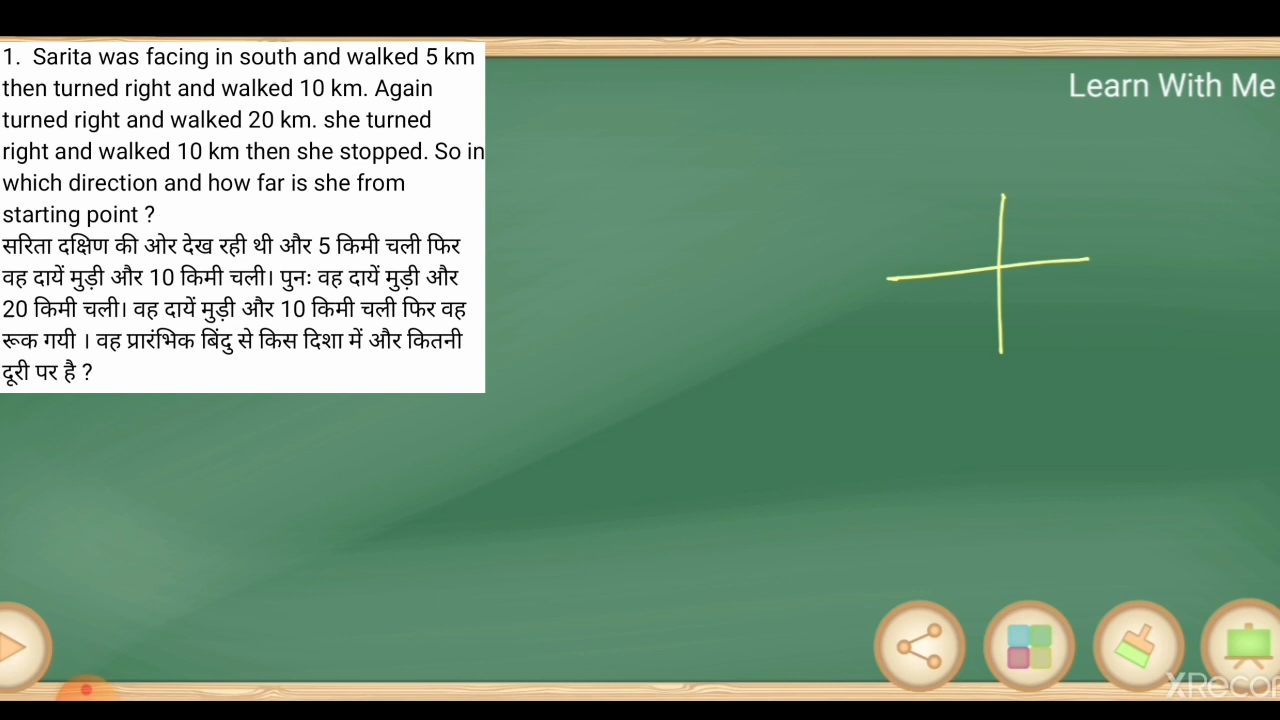 1. Sarita was facing in south and walked 5 km
then turned right and walked 10 km. Again
turned right and walked 20 km. she turned
right and walked 10 km then she stopped. So in
which direction and how far is she from
starting point ?
सरिता दक्षिण की ओर देख रही थी और 5 किमी चली फिर
वह दायें मुड़ी और 10 किमी चली। पुनः वह दायें मुड़ी और
20 किमी चली। वह दायें मुड़ी और 10 किमी चली फिर वह
रूक गयी । वह प्रारंभिक बिंदु से किस दिशा में और कितनी
दूरी पर है ?
Learn With Me